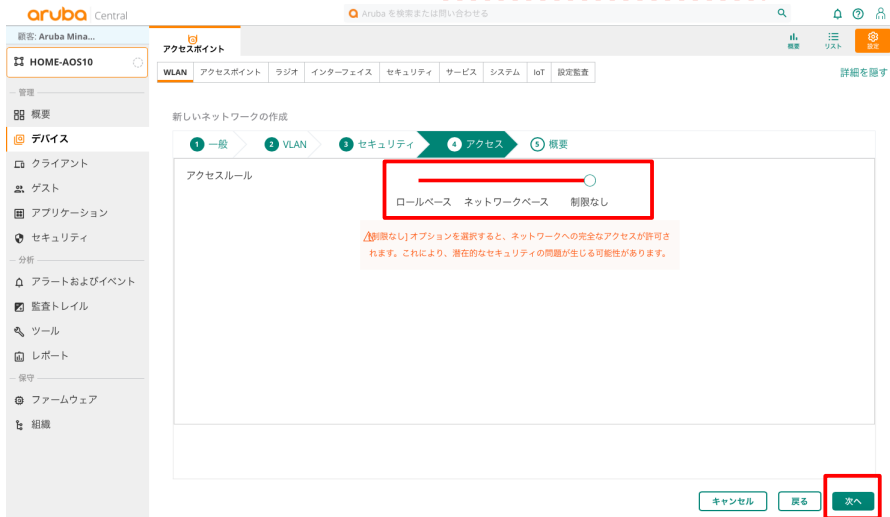 aruba Central
Aruba を検索または問い合わせる
顧客: Aruba Mina...
HOME-AOS10
管理
概要
デバイス
クライアント
ゲスト
アプリケーション
セキュリティ
分析
アラートおよびイベント
監査トレイル
ツール
レポート
保守
ファームウェア
組織
アクセスポイント
概要 リスト 設定
WLAN アクセスポイント ラジオ インターフェイス セキュリティ サービス システム IoT 設定監査
詳細を隠す
新しいネットワークの作成
1 一般 2 VLAN 3 セキュリティ 4 アクセス 5 概要
アクセスルール
ロールベース ネットワークベース 制限なし
制限なし] オプションを選択すると、ネットワークへの完全なアクセスが許可さ
れます。これにより、潜在的なセキュリティの問題が生じる可能性があります。
キャンセル 戻る 次へ